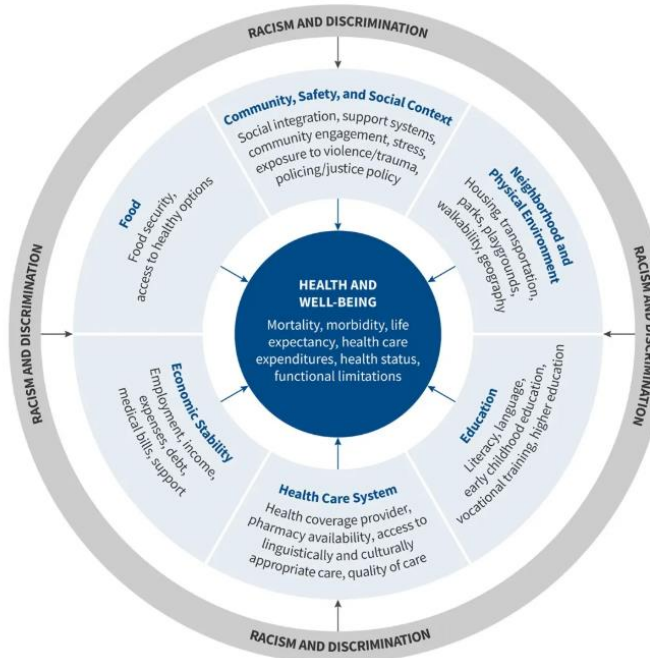 RACISM AND DISCRIMINATION
Community, Safety, and Social Context
Social integration, support systems,
community engagement, stress,
exposure to violence/trauma,
policing/justice policy
Neighborhood and
Physical Environment
Housing, transportation,
parks, playgrounds,
walkability, geography
Food
Food security,
access to healthy options
RACISM AND DISCRIMINATION
HEALTH AND
WELL-BEING
Mortality, morbidity, life
expectancy, health care
expenditures, health status,
functional limitations
RACISM AND DISCRIMINATION
Economic Stability
Employment, income,
expenses, debt,
medical bills, support
Education
Literacy, language,
early childhood education,
vocational training, higher education
Health Care System
Health coverage provider,
pharmacy availability, access to
linguistically and culturally
appropriate care, quality of care
RACISM AND DISCRIMINATION